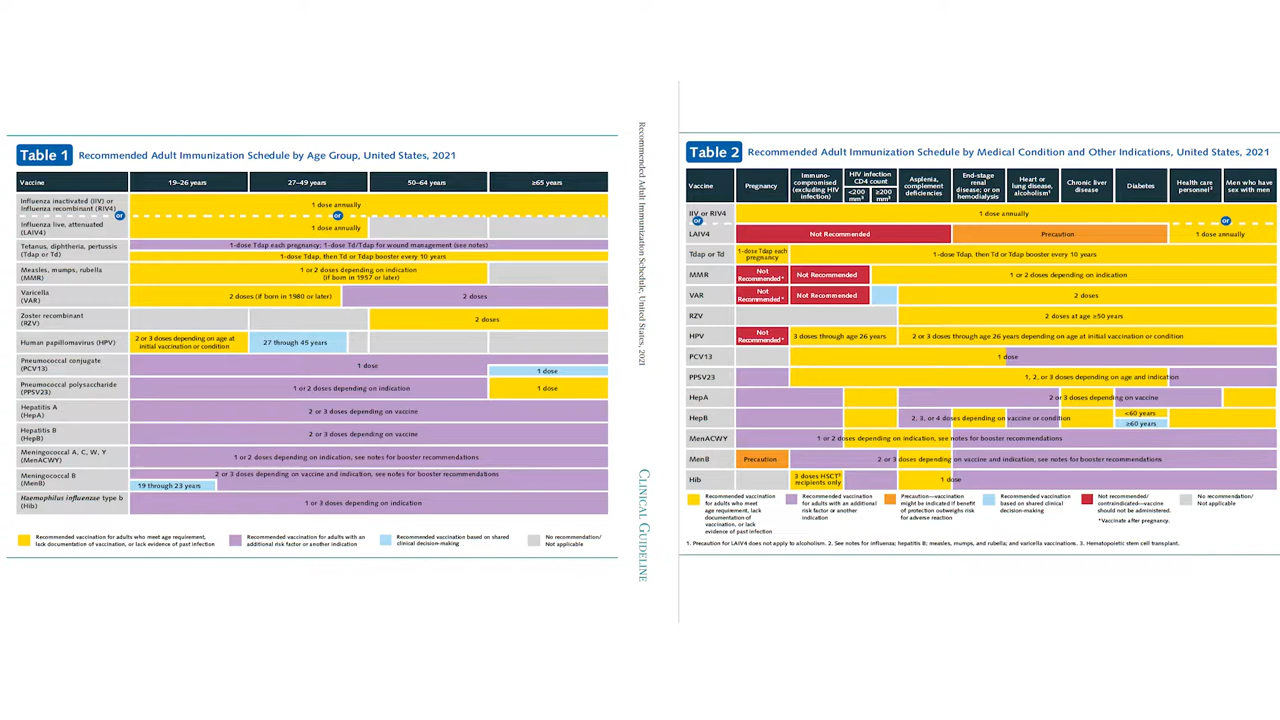 Table 1 Recommended Adult Immunization Schedule by Age Group, United States, 2021
Vaccine 19–26 years 27–49 years 50–64 years ≥65 years
Influenza inactivated (IIV) or
Influenza recombinant (RIV4)
1 dose annually
or or
Influenza live, attenuated
(LAIV4)
1 dose annually
Tetanus, diphtheria, pertussis
(Tdap or Td)
1-dose Tdap each pregnancy; 1-dose Td/Tdap for wound management (see notes)
1-dose Tdap, then Td or Tdap booster every 10 years
Measles, mumps, rubella
(MMR)
1 or 2 doses depending on indication
(if born in 1957 or later)
Varicella
(VAR)
2 doses (if born in 1980 or later) 2 doses
Zoster recombinant
(RZV)
2 doses
Human papillomavirus (HPV)
2 or 3 doses depending on age at
initial vaccination or condition
27 through 45 years
Pneumococcal conjugate
(PCV13)
1 dose
1 dose
Pneumococcal polysaccharide
(PPSV23)
1 or 2 doses depending on indication 1 dose
Hepatitis A
(HepA)
2 or 3 doses depending on vaccine
Hepatitis B
(HepB)
2 or 3 doses depending on vaccine
Meningococcal A, C, W, Y
(MenACWY)
1 or 2 doses depending on indication, see notes for booster recommendations
Meningococcal B
(MenB)
2 or 3 doses depending on vaccine and indication, see notes for booster recommendations
19 through 23 years
Haemophilus influenzae type b
(Hib)
1 or 3 doses depending on indication
Recommended vaccination for adults who meet age requirement,
lack documentation of vaccination, or lack evidence of past infection
Recommended vaccination for adults with an
additional risk factor or another indication
Recommended vaccination based on shared
clinical decision-making
No recommendation/
Not applicable
Recommended Adult Immunization Schedule, United States, 2021
CLINICAL GUIDELINE
Table 2 Recommended Adult Immunization Schedule by Medical Condition and Other Indications, United States, 2021
Vaccine
Pregnancy
Immuno-
compromised
(excluding HIV
infection)
HIV infection
CD4 count
<200
mm³
≥200
mm³
Asplenia,
complement
deficiencies
End-stage
renal
disease; or on
hemodialysis
Heart or
lung disease,
alcoholism¹
Chronic liver
disease
Diabetes
Health care
personnel²
Men who have
sex with men
IIV or RIV4 1 dose annually
or or
LAIV4 Not Recommended Precaution 1 dose annually
Tdap or Td
1-dose Tdap each
pregnancy
1-dose Tdap, then Td or Tdap booster every 10 years
MMR
Not
Recommended*
Not Recommended 1 or 2 doses depending on indication
VAR
Not
Recommended*
Not Recommended 2 doses
RZV 2 doses at age ≥50 years
HPV
Not
Recommended*
3 doses through age 26 years 2 or 3 doses through age 26 years depending on age at initial vaccination or condition
PCV13 1 dose
PPSV23 1, 2, or 3 doses depending on age and indication
HepA 2 or 3 doses depending on vaccine
HepB 2, 3, or 4 doses depending on vaccine or condition
<60 years
≥60 years
MenACWY 1 or 2 doses depending on indication, see notes for booster recommendations
MenB Precaution 2 or 3 doses depending on vaccine and indication, see notes for booster recommendations
Hib
3 doses HSCT³
recipients only
1 dose
Recommended vaccination
for adults who meet
age requirement, lack
documentation of
vaccination, or lack
evidence of past infection
Recommended vaccination
for adults with an additional
risk factor or another
indication
Precaution—vaccination
might be indicated if benefit
of protection outweighs risk
for adverse reaction
Recommended vaccination
based on shared clinical
decision-making
Not recommended/
contraindicated—vaccine
should not be administered.
*Vaccinate after pregnancy.
No recommendation/
Not applicable
1. Precaution for LAIV4 does not apply to alcoholism. 2. See notes for influenza; hepatitis B; measles, mumps, and rubella; and varicella vaccinations. 3. Hematopoietic stem cell transplant.